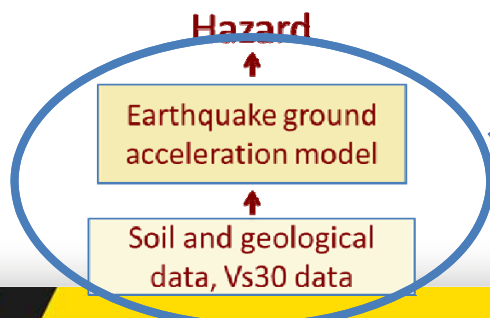 Hazard
Earthquake ground
acceleration model
Soil and geological
data, Vs30 data